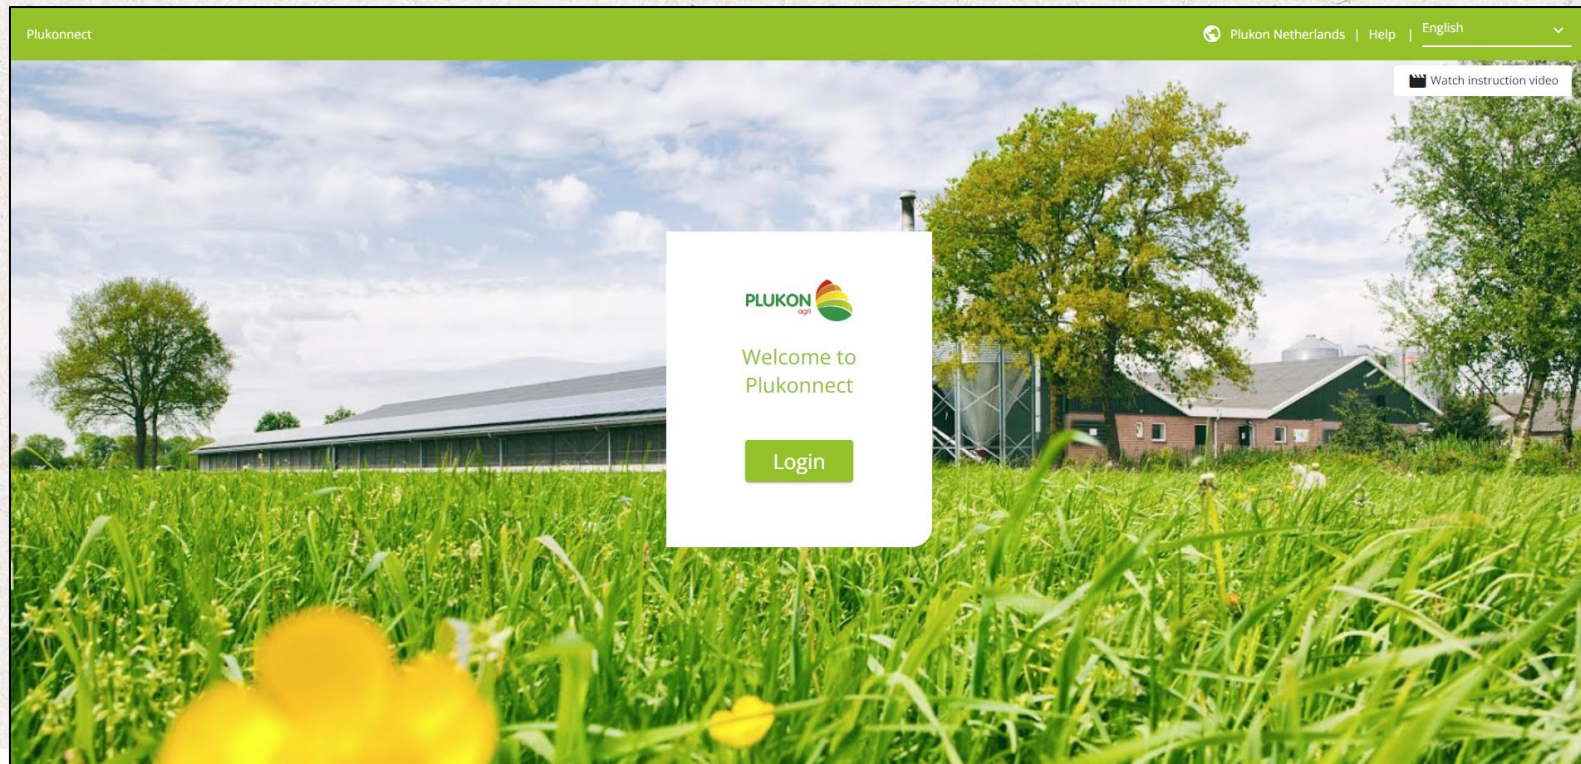 Plukonnect
Plukon Netherlands | Help | English
Watch instruction video
PLUKON
agri
Welcome to
Plukonnect
Login